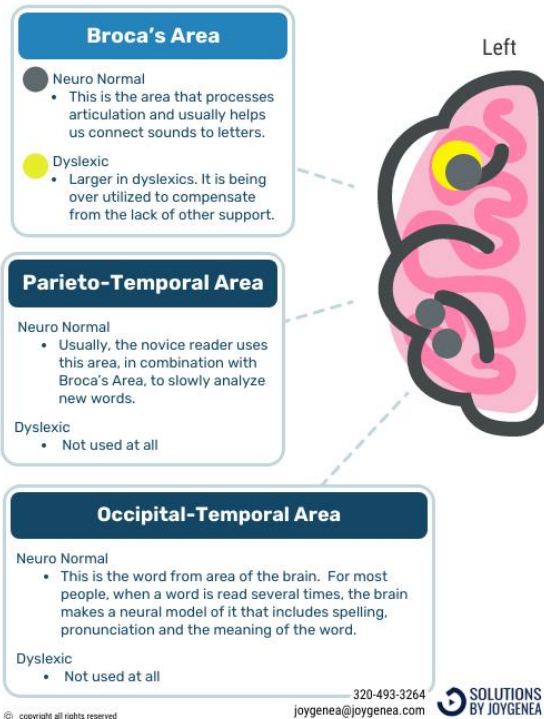 Broca's Area
Left
Neuro Normal
• This is the area that processes
articulation and usually helps
us connect sounds to letters.
Dyslexic
• Larger in dyslexics. It is being
over utilized to compensate
from the lack of other support.
Parieto-Temporal Area
Neuro Normal
• Usually, the novice reader uses
this area, in combination with
Broca's Area, to slowly analyze
new words.
Dyslexic
• Not used at all
Occipital-Temporal Area
Neuro Normal
• This is the word from area of the brain. For most
people, when a word is read several times, the brain
makes a neural model of it that includes spelling,
pronunciation and the meaning of the word.
Dyslexic
• Not used at all
320-493-3264
joygenea@joygenea.com
SOLUTIONS
BY JOYGENEA
© copyright all rights reserved